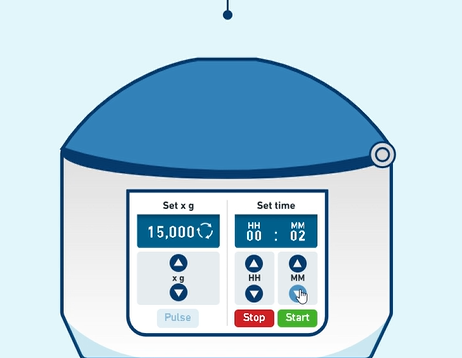 Set x g
Set time
15,000
HH MM
00 : 02
x g
HH
MM
Pulse
Stop
Start